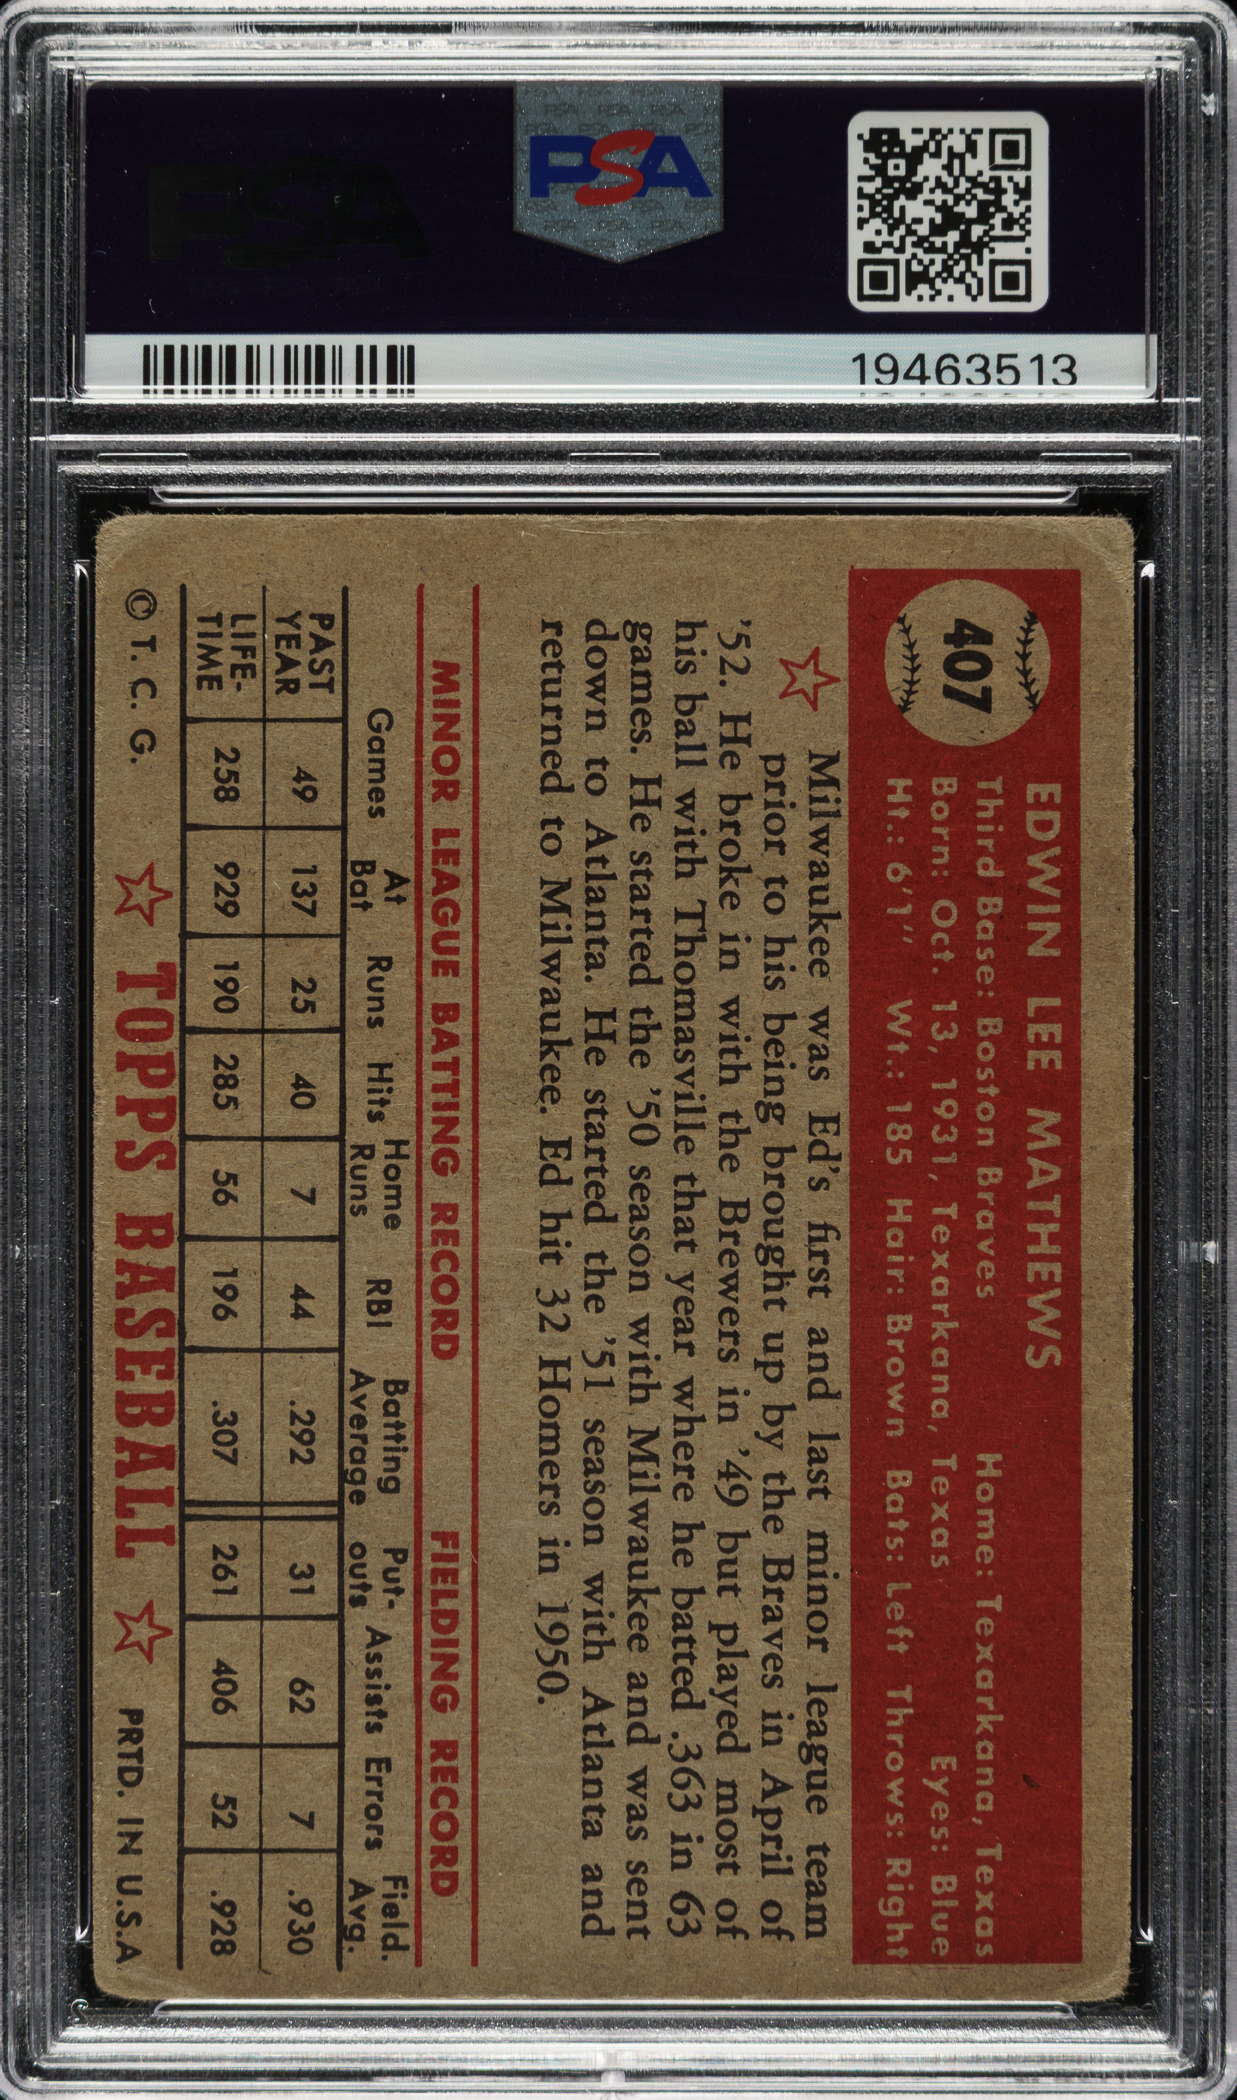 PSA
19463513
407
EDWIN LEE MATHEWS
Third Base: Boston Braves Home: Texarkana, Texas
Born: Oct. 13, 1931, Texarkana, Texas Eyes: Blue
Ht.: 6'1" Wt.: 185 Hair: Brown Bats: Left Throws: Right
Milwaukee was Ed's first and last minor league team
prior to his being brought up by the Braves in April of
'52. He broke in with the Brewers in '49 but played most of
his ball with Thomasville that year where he batted .363 in 63
games. He started the '50 season with Milwaukee and was sent
down to Atlanta. He started the '51 season with Atlanta and
returned to Milwaukee. Ed hit 32 Homers in 1950.
MINOR LEAGUE BATTING RECORD FIELDING RECORD
Games At Bat Runs Hits Home Runs RBI Batting Average Put-outs Assists Errors Field. Avg.
PAST YEAR 49 137 25 40 7 44 .292 31 62 7 .930
LIFE-TIME 258 929 190 285 56 196 .307 261 406 52 .928
© T. C. G. TOPPS BASEBALL PRTD. IN U.S.A